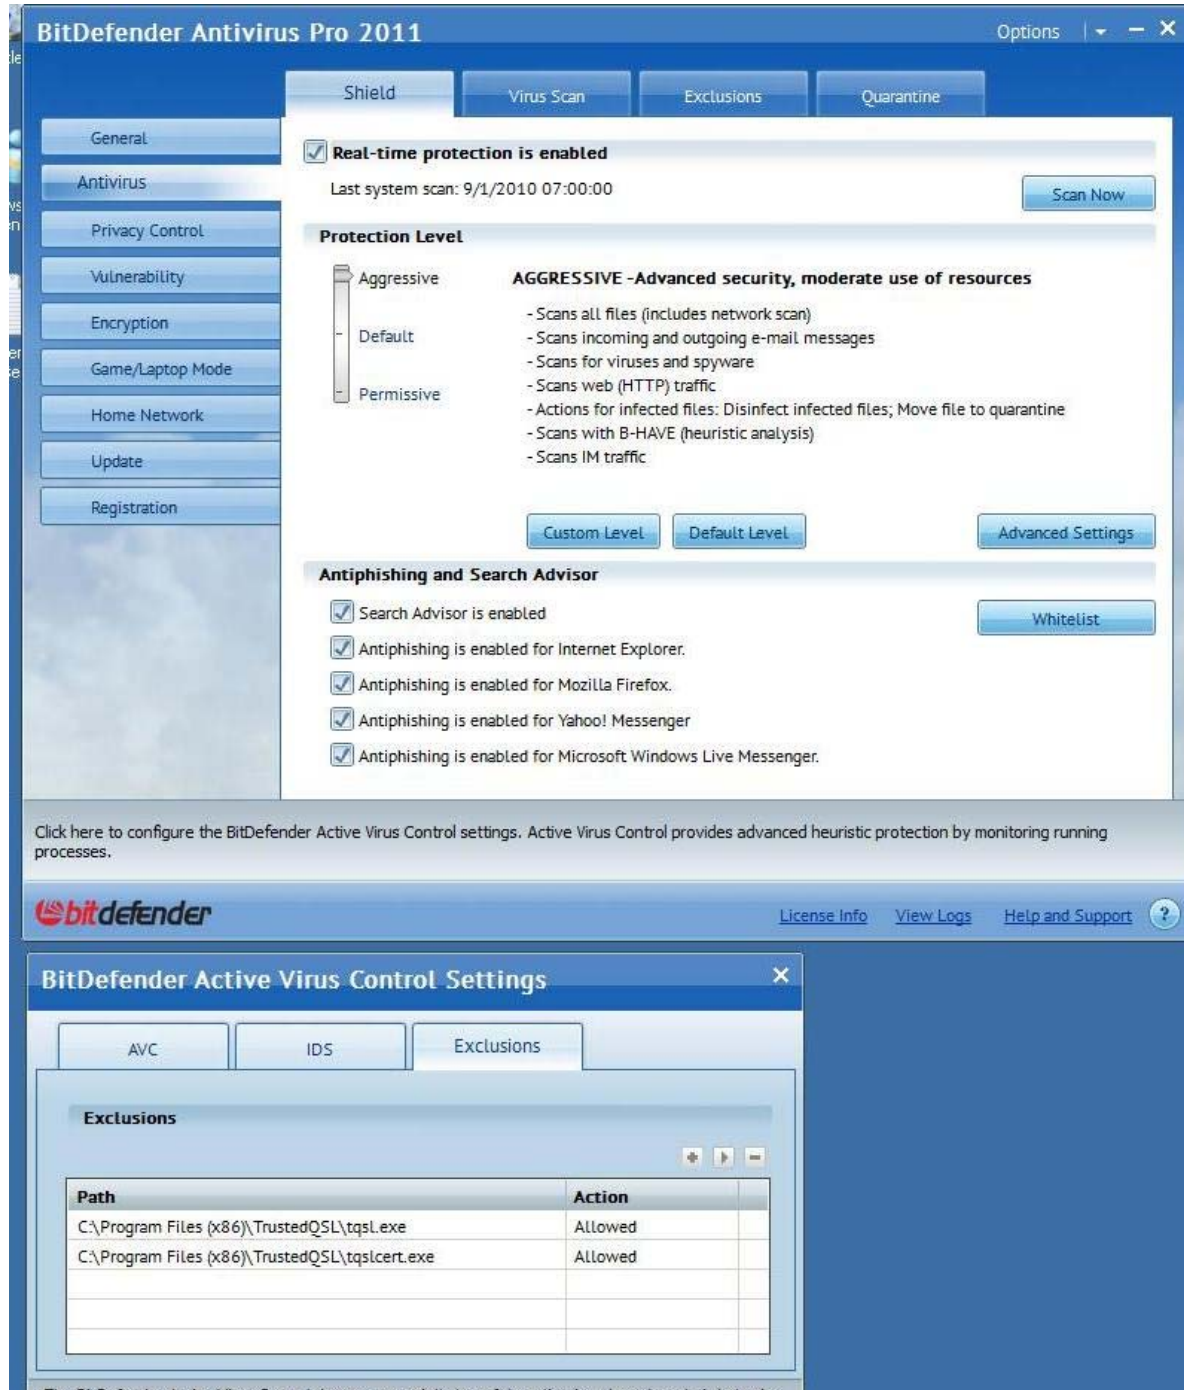 BitDefender Antivirus Pro 2011
Options
Shield
Virus Scan
Exclusions
Quarantine
General
Antivirus
Privacy Control
Vulnerability
Encryption
Game/Laptop Mode
Home Network
Update
Registration
Real-time protection is enabled
Last system scan: 9/1/2010 07:00:00
Scan Now
Protection Level
Aggressive
Default
Permissive
AGGRESSIVE -Advanced security, moderate use of resources
- Scans all files (includes network scan)
- Scans incoming and outgoing e-mail messages
- Scans for viruses and spyware
- Scans web (HTTP) traffic
- Actions for infected files: Disinfect infected files; Move file to quarantine
- Scans with B-HAVE (heuristic analysis)
- Scans IM traffic
Custom Level
Default Level
Advanced Settings
Antiphishing and Search Advisor
Search Advisor is enabled
Whitelist
Antiphishing is enabled for Internet Explorer.
Antiphishing is enabled for Mozilla Firefox.
Antiphishing is enabled for Yahoo! Messenger
Antiphishing is enabled for Microsoft Windows Live Messenger.
Click here to configure the BitDefender Active Virus Control settings. Active Virus Control provides advanced heuristic protection by monitoring running
processes.
bitdefender
License Info
View Logs
Help and Support
?
BitDefender Active Virus Control Settings
AVC
IDS
Exclusions
Exclusions
Path
Action
C:\Program Files (x86)\TrustedQSL\tqsl.exe
Allowed
C:\Program Files (x86)\TrustedQSL\tqslcert.exe
Allowed